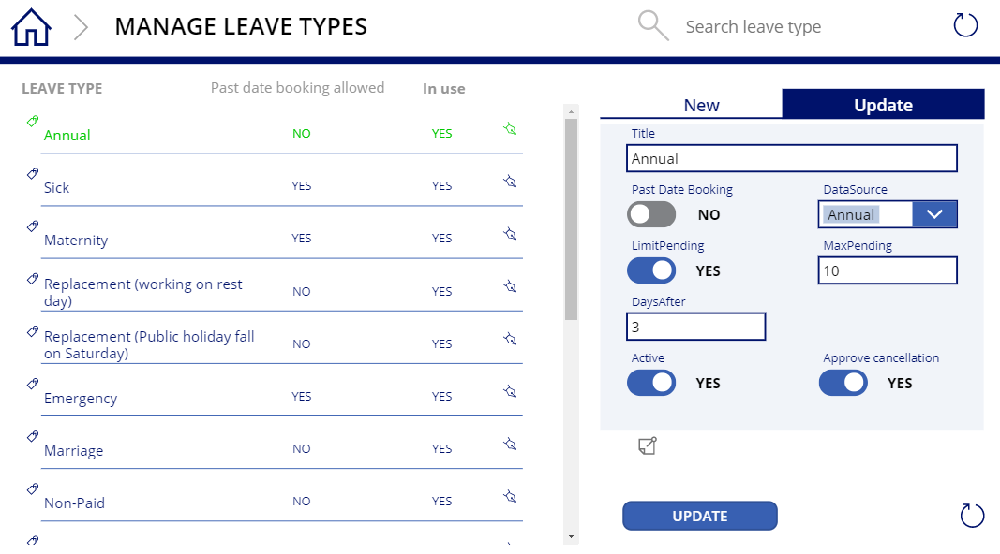 MANAGE LEAVE TYPES
Search leave type
LEAVE TYPE Past date booking allowed In use
Annual NO YES
Sick YES YES
Maternity YES YES
Replacement (working on rest
day) NO YES
Replacement (Public holiday fall
on Saturday) NO YES
Emergency YES YES
Marriage NO YES
Non-Paid NO YES
New Update
Title
Annual
Past Date Booking DataSource
NO Annual
LimitPending MaxPending
YES 10
DaysAfter
3
Active Approve cancellation
YES YES
UPDATE